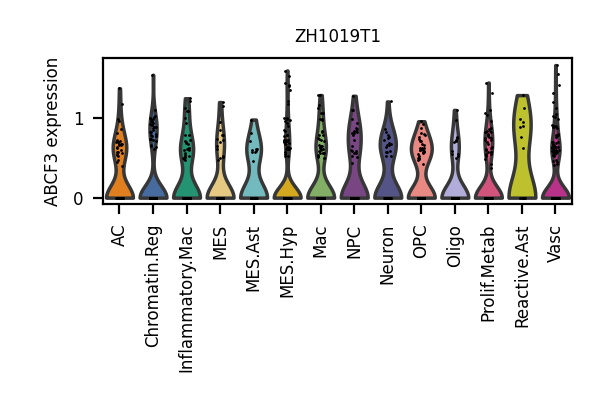 ZH1019T1
ABCF3 expression
1
0
AC
Chromatin.Reg
Inflammatory.Mac
MES
MES.Ast
MES.Hyp
Mac
NPC
Neuron
OPC
Oligo
Prolif.Metab
Reactive.Ast
Vasc